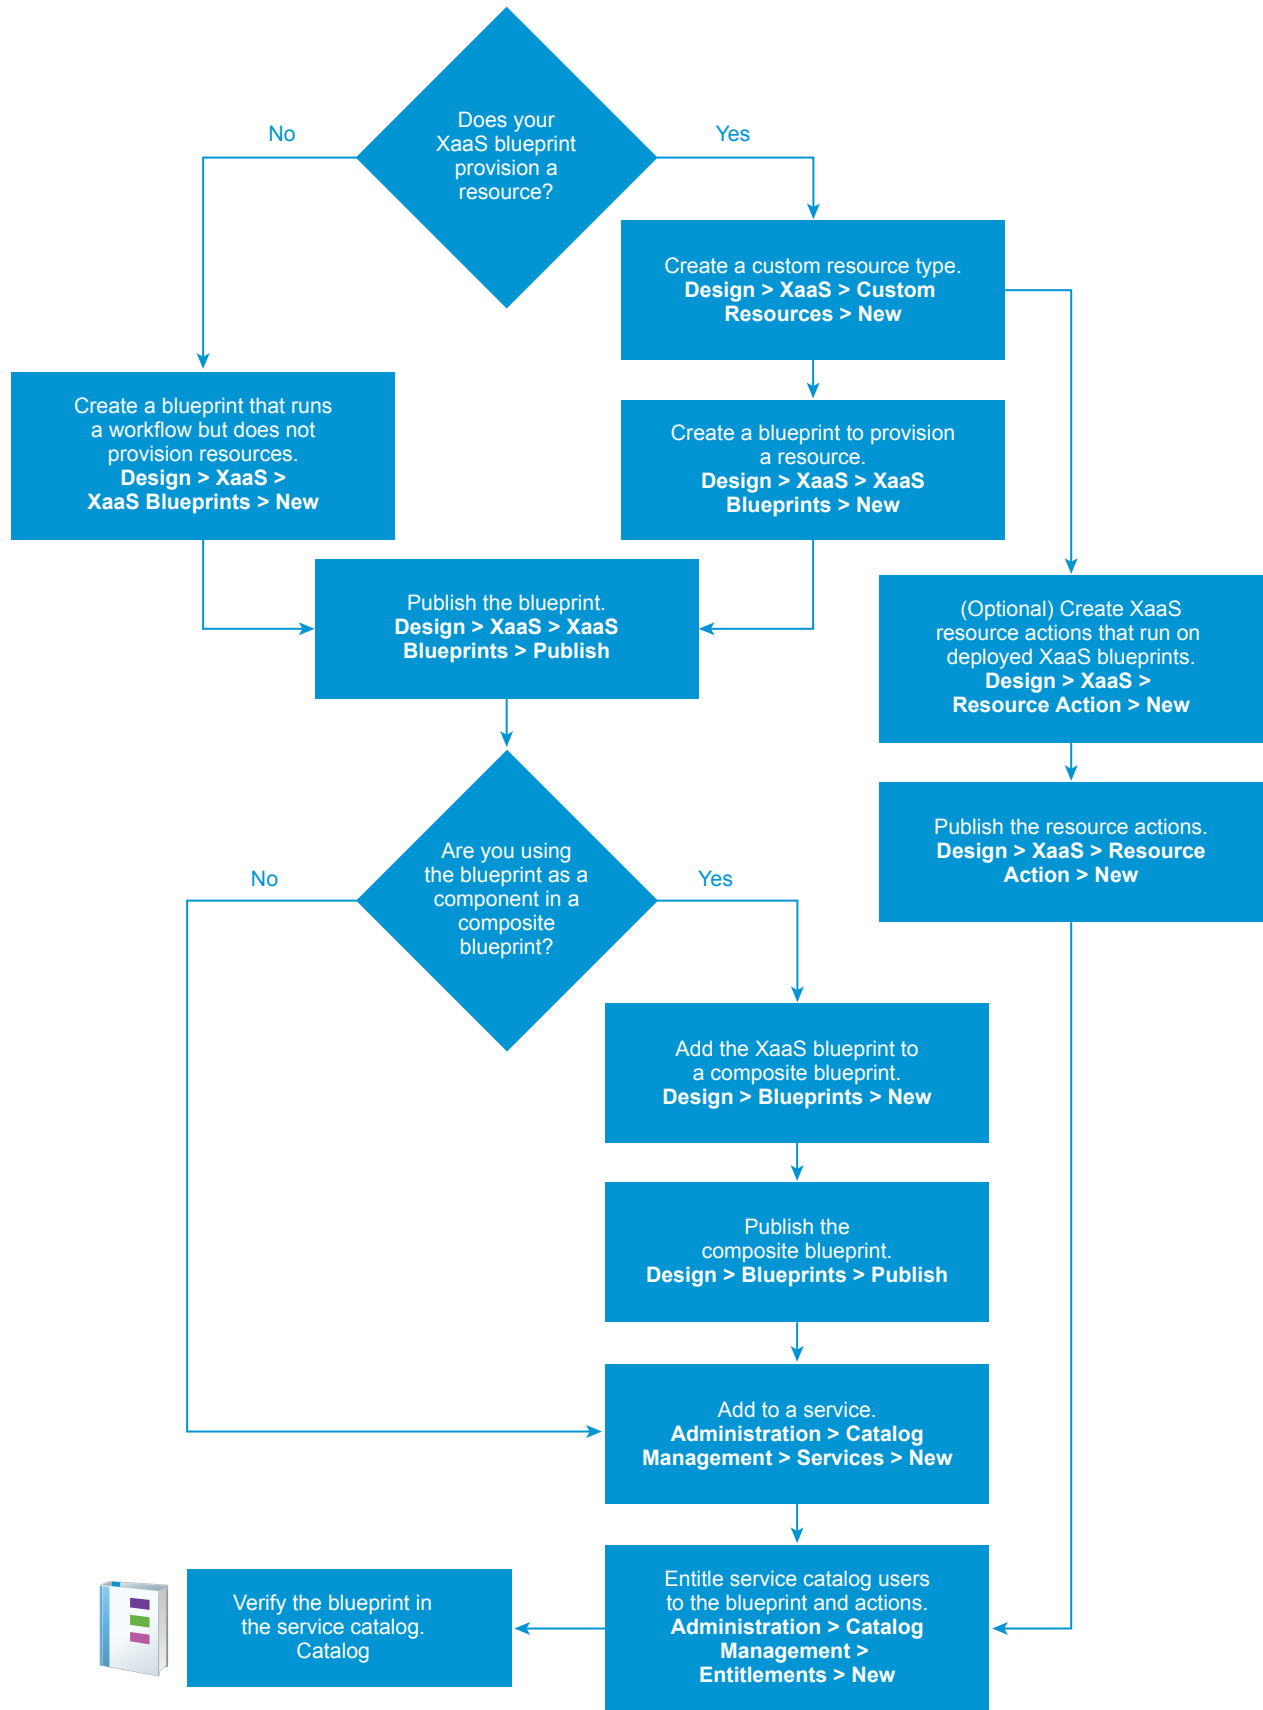 Does your
XaaS blueprint
provision a
resource?
No
Yes
Create a custom resource type.
Design > XaaS > Custom
Resources > New
Create a blueprint that runs
a workflow but does not
provision resources.
Design > XaaS >
XaaS Blueprints > New
Create a blueprint to provision
a resource.
Design > XaaS > XaaS
Blueprints > New
Publish the blueprint.
Design > XaaS > XaaS
Blueprints > Publish
(Optional) Create XaaS
resource actions that run on
deployed XaaS blueprints.
Design > XaaS >
Resource Action > New
Publish the resource actions.
Design > XaaS > Resource
Action > New
Are you using
the blueprint as a
component in a
composite
blueprint?
No
Yes
Add the XaaS blueprint to
a composite blueprint.
Design > Blueprints > New
Publish the
composite blueprint.
Design > Blueprints > Publish
Add to a service.
Administration > Catalog
Management > Services > New
Entitle service catalog users
to the blueprint and actions.
Administration > Catalog
Management >
Entitlements > New
Verify the blueprint in
the service catalog.
Catalog